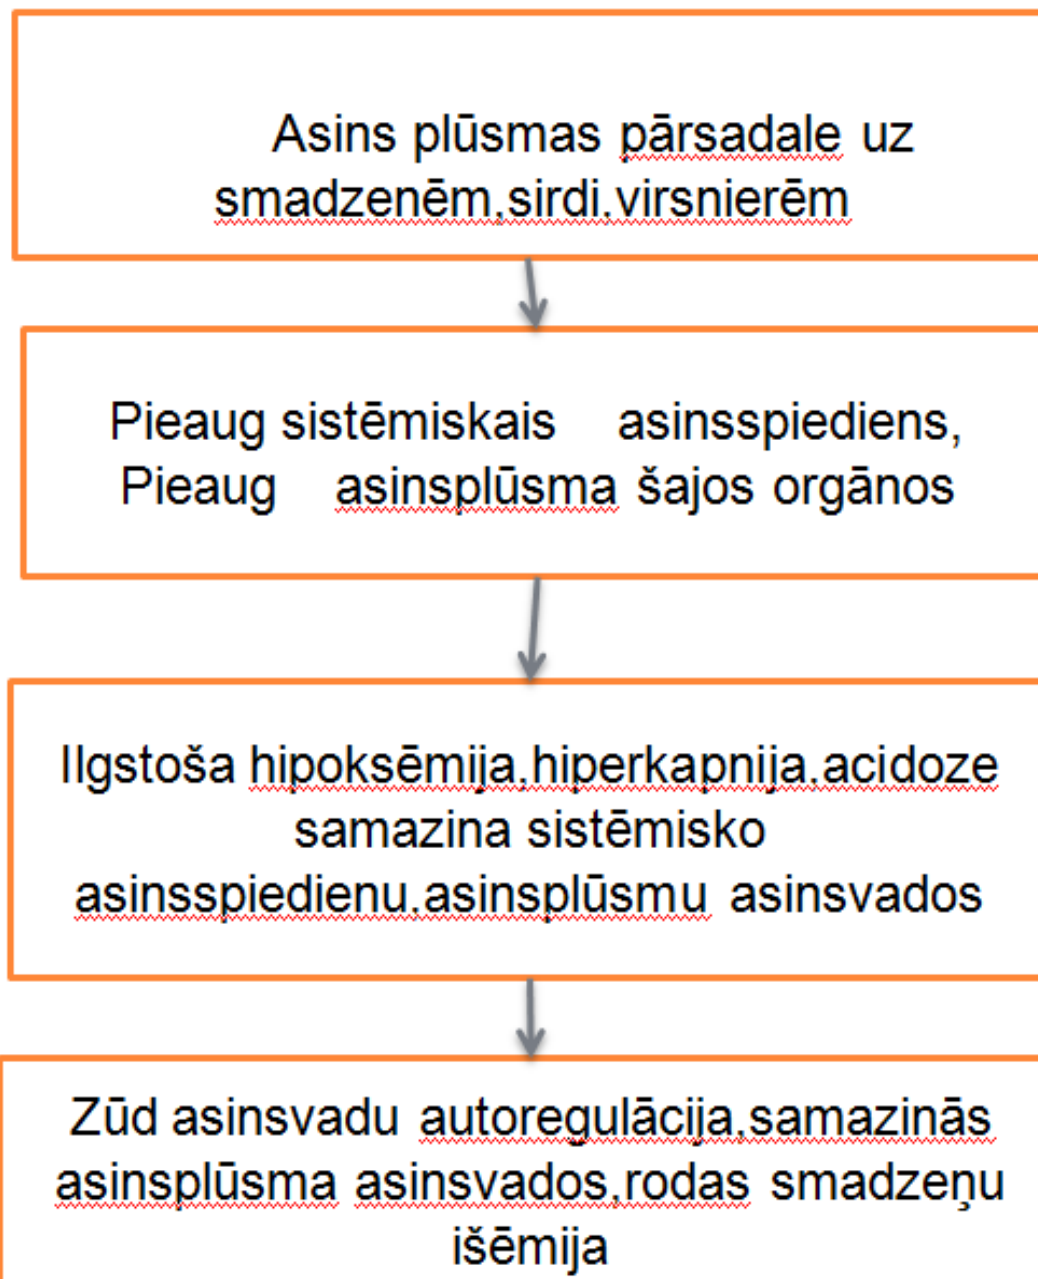 Asins plūsmas pārsadale uz
smadzenēm,sirdi,virsnierēm
Pieaug sistēmiskais asinsspiediens,
Pieaug asinsplūsma šajos orgānos
Ilgstoša hipoksēmija,hiperkapnija,acidoze
samazina sistēmisko
asinsspiedienu,asinsplūsmu asinsvados
Zūd asinsvadu autoregulācija,samazinās
asinsplūsma asinsvados,rodas smadzeņu
išēmija